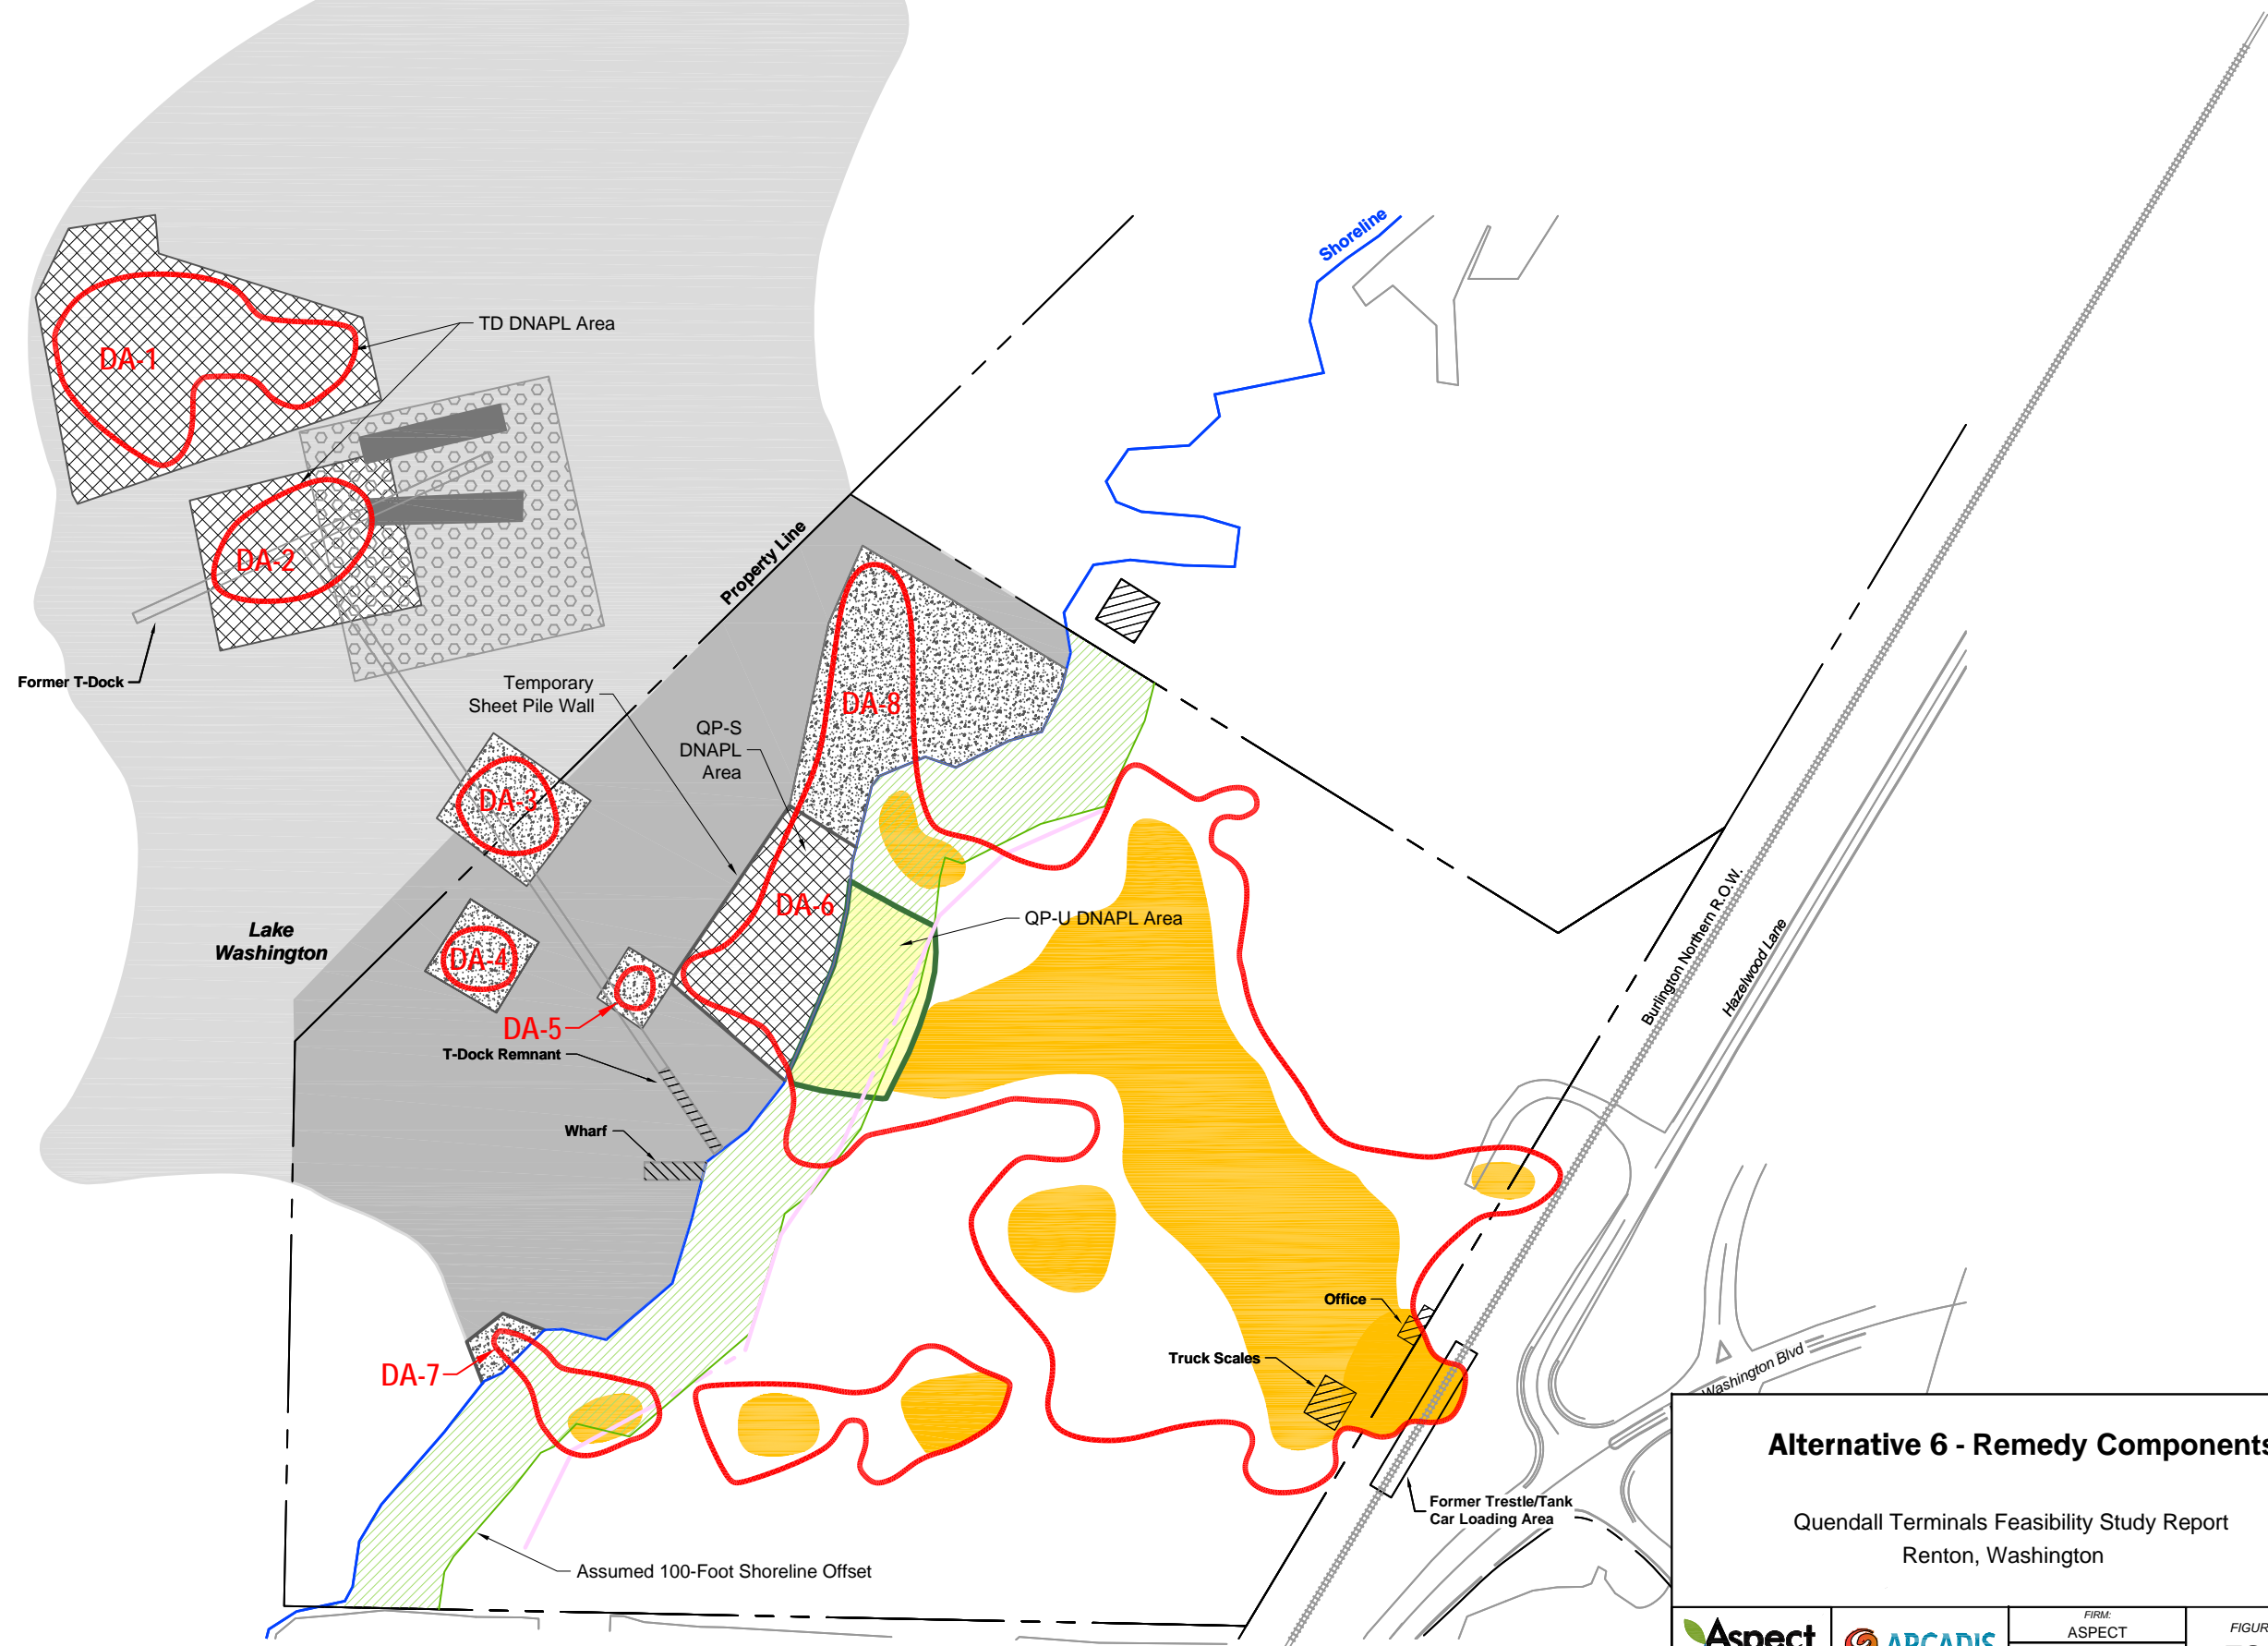 Shoreline
TD DNAPL Area
DA-1
DA-2
Property Line
Former T-Dock
Temporary
Sheet Pile Wall
QP-S
DNAPL
Area
DA-8
DA-3
DA-6
QP-U DNAPL Area
Lake
Washington
DA-4
DA-5
T-Dock Remnant
Burlington Northern R.O.W.
Hazelwood Lane
Wharf
Office
Truck Scales
DA-7
Washington Blvd
Former Trestle/Tank
Car Loading Area
Assumed 100-Foot Shoreline Offset
Alternative 6 - Remedy Components
Quendall Terminals Feasibility Study Report
Renton, Washington
Aspect
ARCADIS
FIRM:
ASPECT